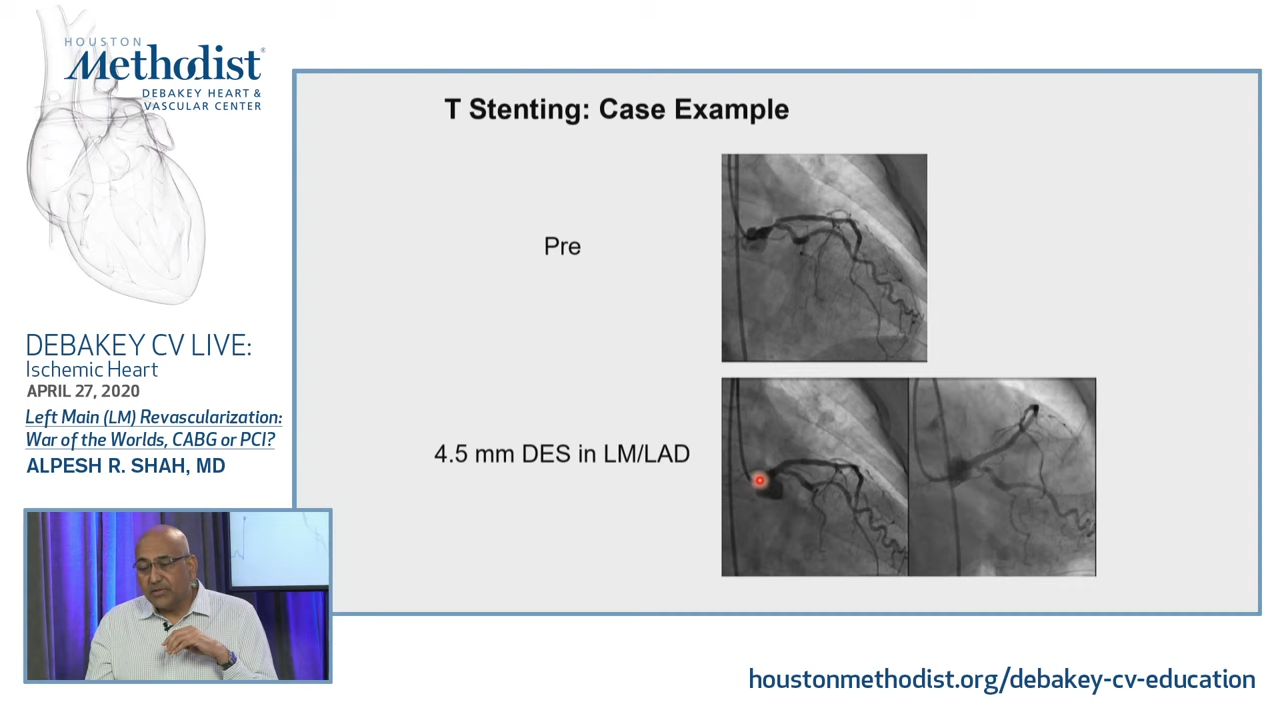 HOUSTON
Methodist®
DEBAKEY HEART &
VASCULAR CENTER
DEBAKEY CV LIVE:
Ischemic Heart
APRIL 27, 2020
Left Main (LM) Revascularization:
War of the Worlds, CABG or PCI?
ALPESH R. SHAH, MD
T Stenting: Case Example
Pre
4.5 mm DES in LM/LAD
houstonmethodist.org/debakey-cv-education